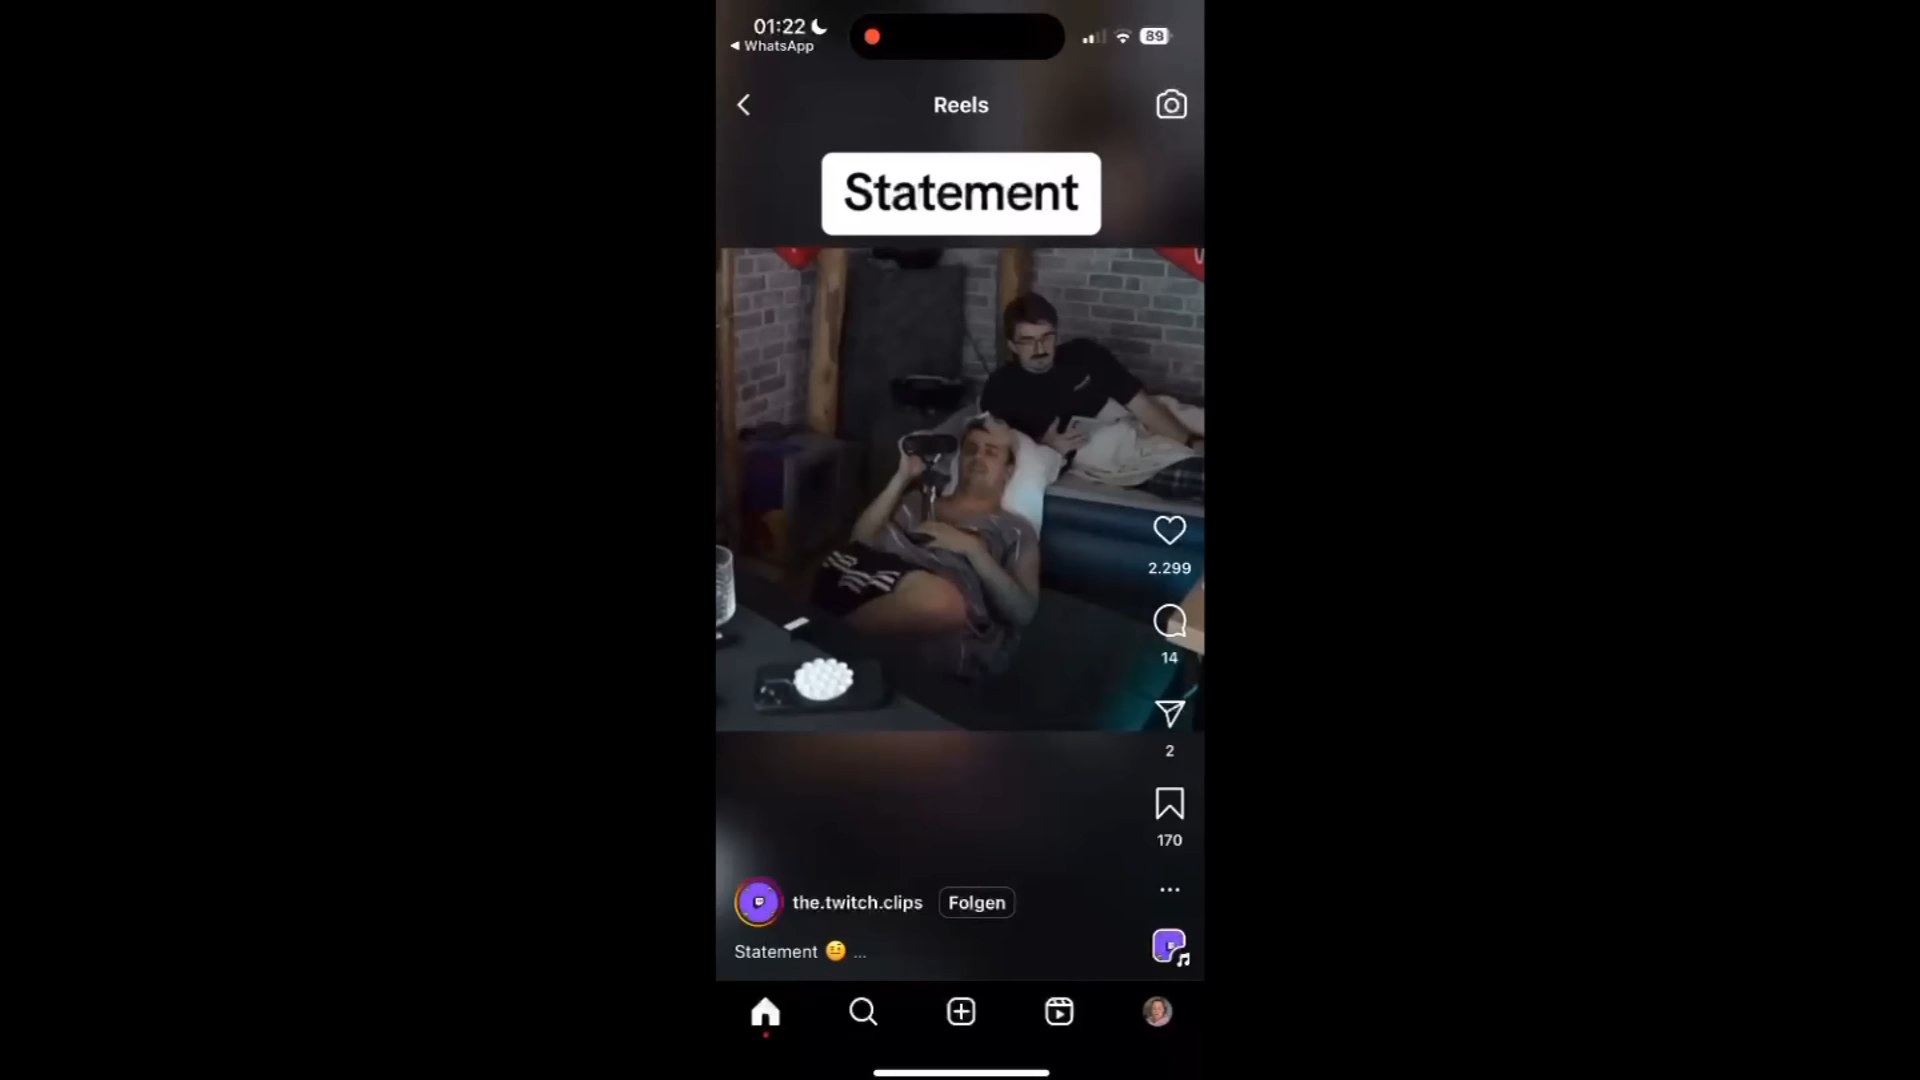 01:22
89
◄ WhatsApp
Reels
Statement
2.299
14
2
170
the.twitch.clips
Folgen
Statement 🤨 ...